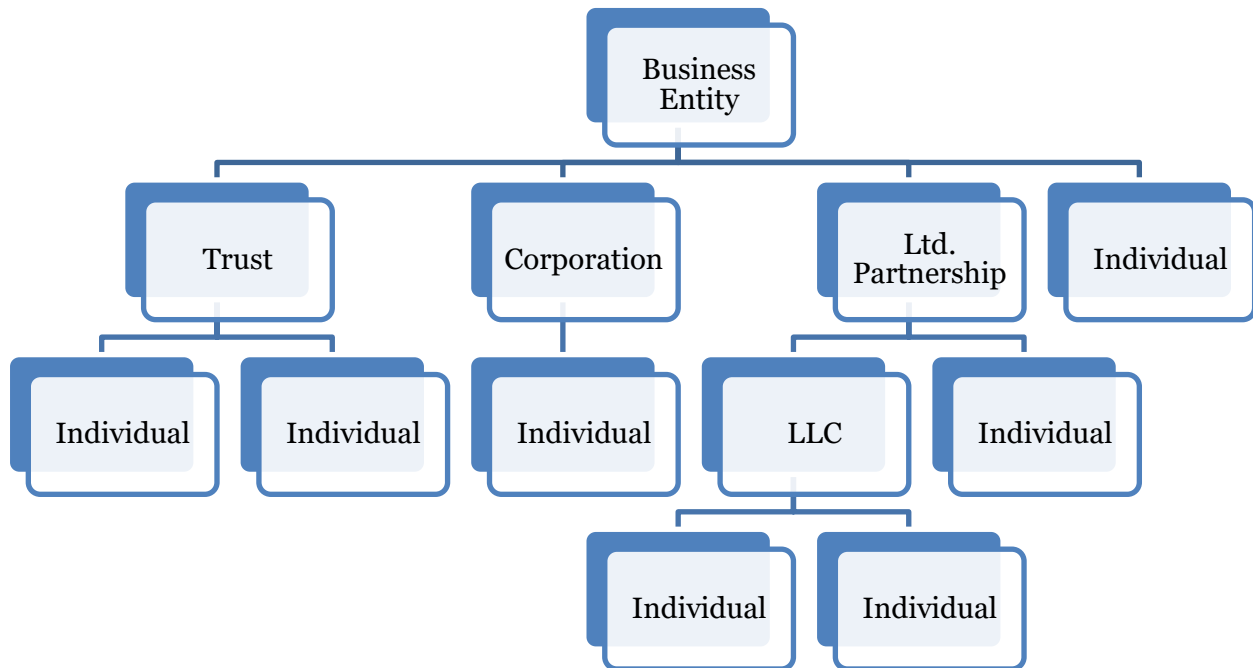 Business
Entity
Trust
Corporation
Ltd.
Partnership
Individual
Individual
Individual
Individual
LLC
Individual
Individual
Individual